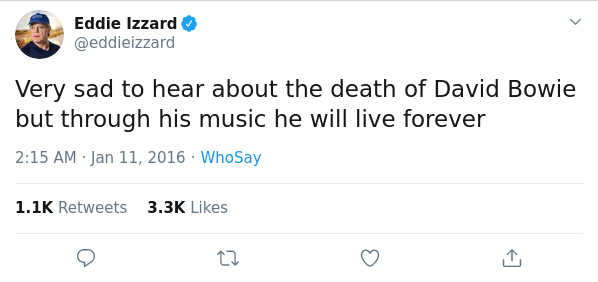 Eddie Izzard
@eddieizzard
Very sad to hear about the death of David Bowie
but through his music he will live forever
2:15 AM · Jan 11, 2016 · WhoSay
1.1K Retweets 3.3K Likes